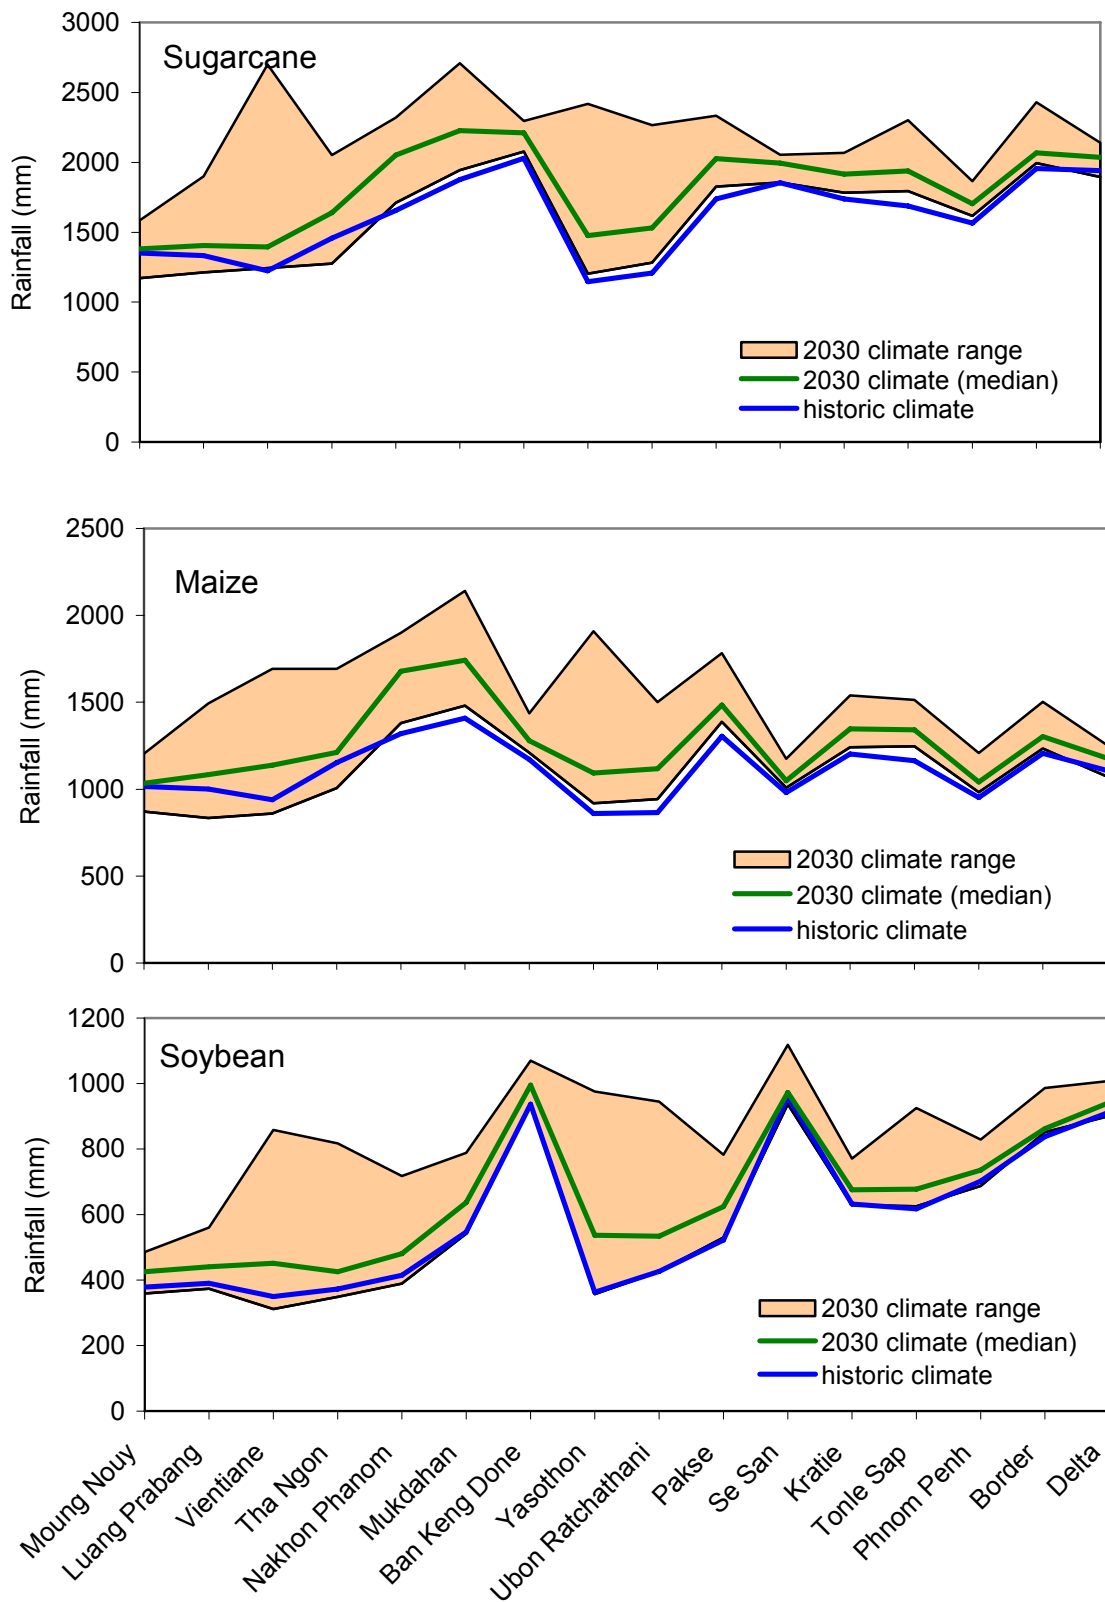 3000
Sugarcane
2500
2000
1500
1000
500
0
Rainfall (mm)
2030 climate range
2030 climate (median)
historic climate
2500
Maize
2000
1500
1000
500
0
Rainfall (mm)
2030 climate range
2030 climate (median)
historic climate
1200
Soybean
1000
800
600
400
200
0
Rainfall (mm)
2030 climate range
2030 climate (median)
historic climate
Moung Nouy
Luang Prabang
Vientiane
Tha Ngon
Nakhon Phanom
Mukdahan
Ban Keng Done
Yasothon
Ubon Ratchathani
Pakse
Se San
Kratie
Tonle Sap
Phnom Penh
Border
Delta